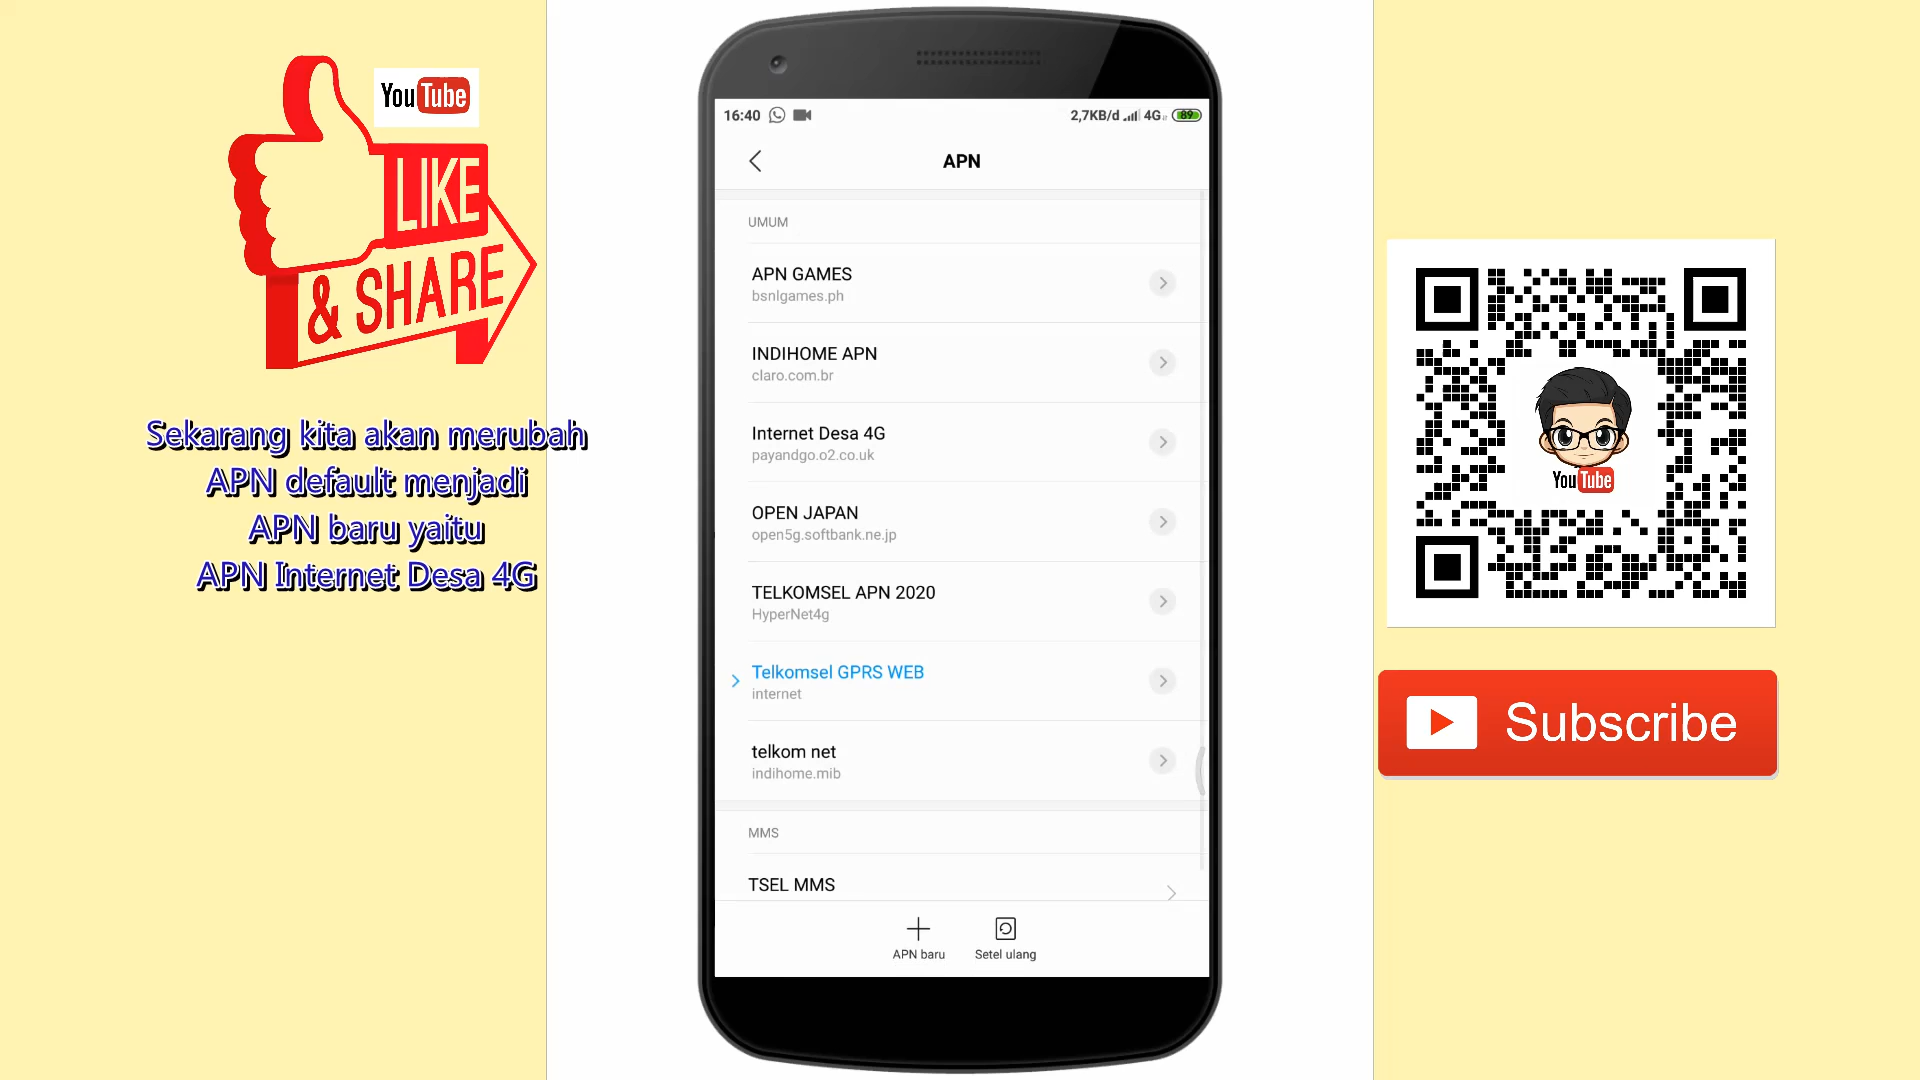 YouTube
LIKE
& SHARE
Sekarang kita akan merubah
APN default menjadi
APN baru yaitu
APN Internet Desa 4G
16:40
2,7KB/d 4G 89
APN
UMUM
APN GAMES
bsnlgames.ph
INDIHOME APN
claro.com.br
Internet Desa 4G
payandgo.o2.co.uk
OPEN JAPAN
open5g.softbank.ne.jp
TELKOMSEL APN 2020
HyperNet4g
Telkomsel GPRS WEB
internet
telkom net
indihome.mib
MMS
TSEL MMS
APN baru
Setel ulang
YouTube
Subscribe